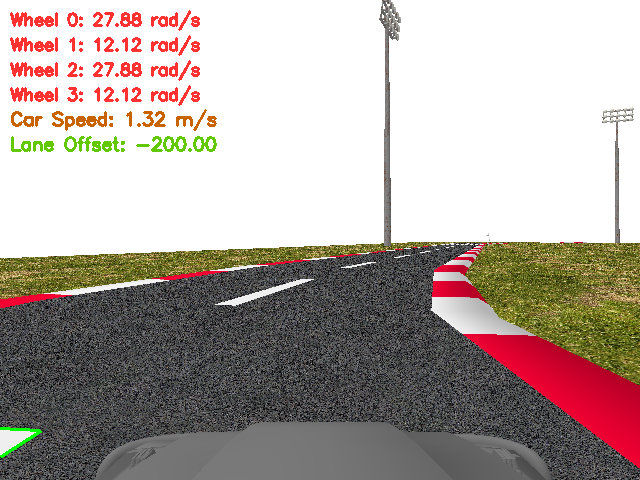 Wheel 0: 27.88 rad/s
Wheel 1: 12.12 rad/s
Wheel 2: 27.88 rad/s
Wheel 3: 12.12 rad/s
Car Speed: 1.32 m/s
Lane Offset: -200.00